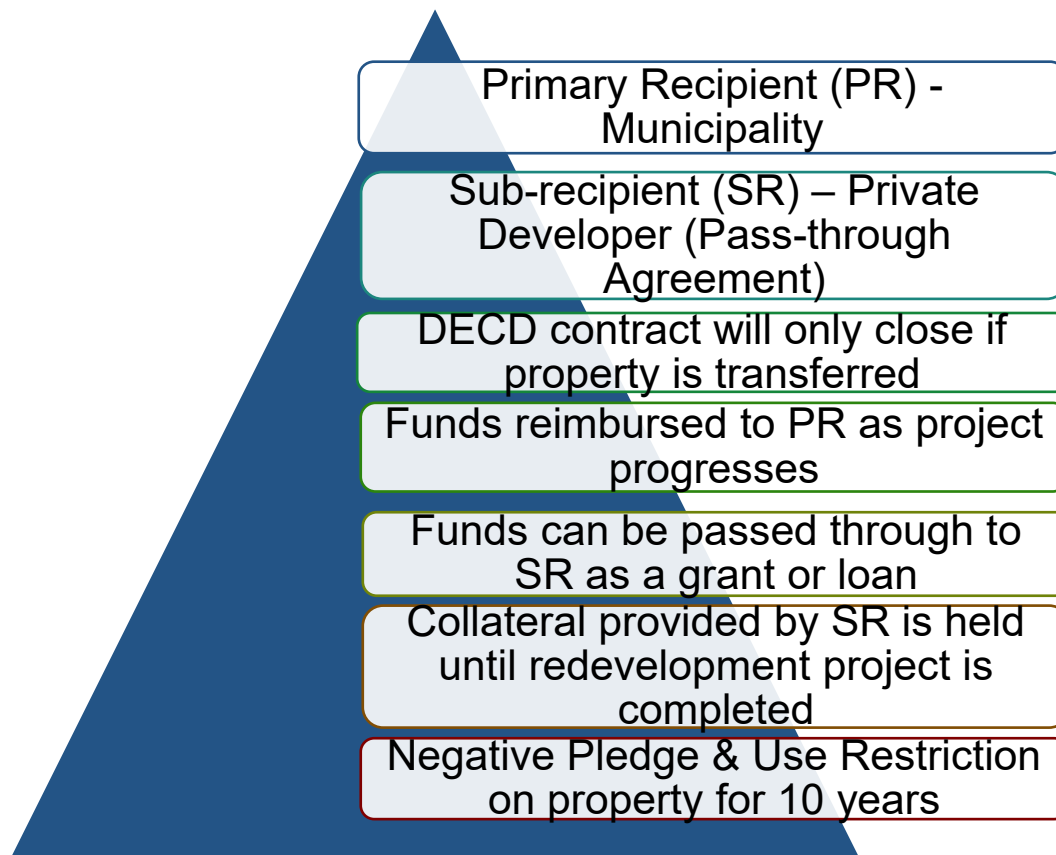 Primary Recipient (PR) -
Municipality
Sub-recipient (SR) – Private
Developer (Pass-through
Agreement)
DECD contract will only close if
property is transferred
Funds reimbursed to PR as project
progresses
Funds can be passed through to
SR as a grant or loan
Collateral provided by SR is held
until redevelopment project is
completed
Negative Pledge & Use Restriction
on property for 10 years